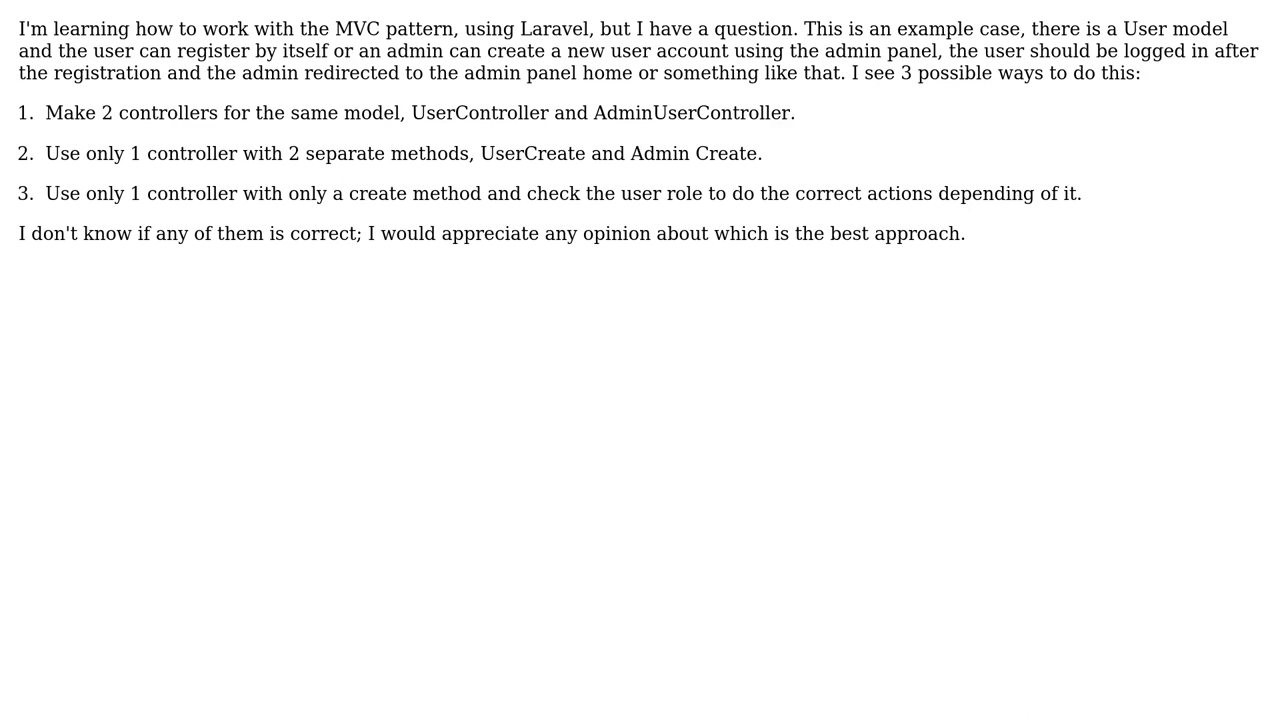 I'm learning how to work with the MVC pattern, using Laravel, but I have a question. This is an example case, there is a User model
and the user can register by itself or an admin can create a new user account using the admin panel, the user should be logged in after
the registration and the admin redirected to the admin panel home or something like that. I see 3 possible ways to do this:
1. Make 2 controllers for the same model, UserController and AdminUserController.
2. Use only 1 controller with 2 separate methods, UserCreate and Admin Create.
3. Use only 1 controller with only a create method and check the user role to do the correct actions depending of it.
I don't know if any of them is correct; I would appreciate any opinion about which is the best approach.